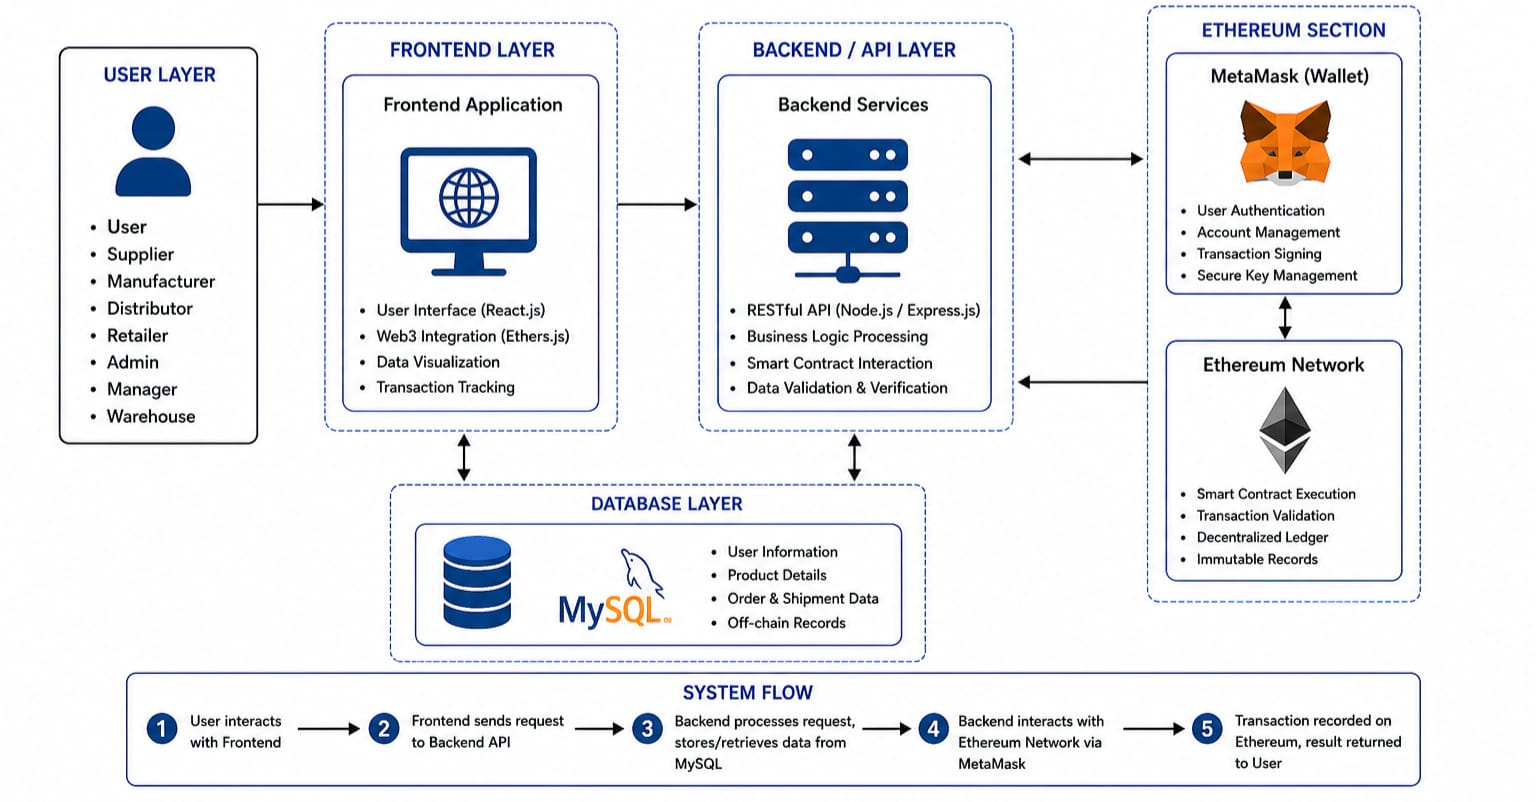 USER LAYER
• User
• Supplier
• Manufacturer
• Distributor
• Retailer
• Admin
• Manager
• Warehouse
FRONTEND LAYER
Frontend Application
• User Interface (React.js)
• Web3 Integration (Ethers.js)
• Data Visualization
• Transaction Tracking
BACKEND / API LAYER
Backend Services
• RESTful API (Node.js / Express.js)
• Business Logic Processing
• Smart Contract Interaction
• Data Validation & Verification
ETHEREUM SECTION
MetaMask (Wallet)
• User Authentication
• Account Management
• Transaction Signing
• Secure Key Management
Ethereum Network
• Smart Contract Execution
• Transaction Validation
• Decentralized Ledger
• Immutable Records
DATABASE LAYER
MySQL
• User Information
• Product Details
• Order & Shipment Data
• Off-chain Records
SYSTEM FLOW
1
User interacts
with Frontend
2
Frontend sends request
to Backend API
3
Backend processes request,
stores/retrieves data from
MySQL
4
Backend interacts with
Ethereum Network via
MetaMask
5
Transaction recorded on
Ethereum, result returned
to User